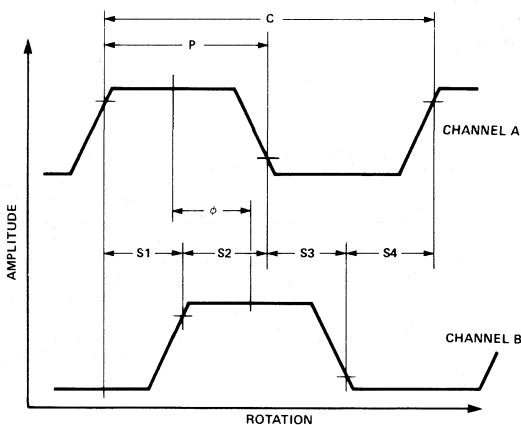 C
P
CHANNEL A
ϕ
S1 S2 S3 S4
AMPLITUDE
CHANNEL B
ROTATION